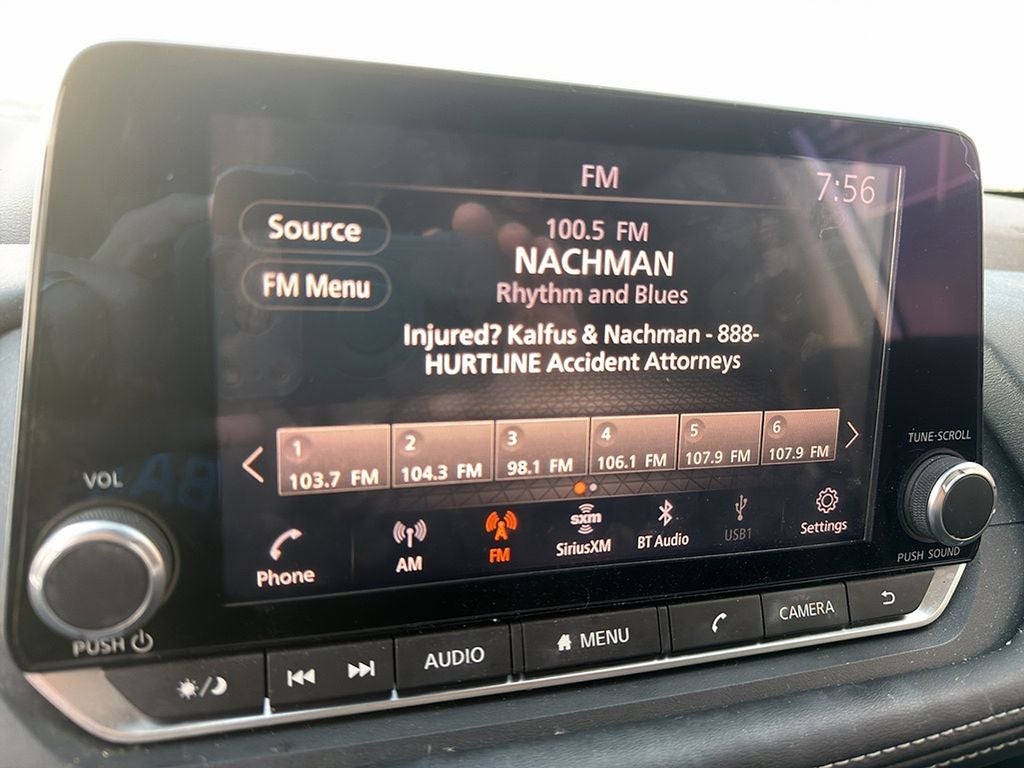 FM
7:56
Source
FM Menu
100.5 FM
NACHMAN
Rhythm and Blues
Injured? Kalfus & Nachman - 888-
HURTLINE Accident Attorneys
1
103.7 FM
2
104.3 FM
3
98.1 FM
4
106.1 FM
5
107.9 FM
6
107.9 FM
Phone
AM
FM
sxm
SiriusXM
BT Audio
USB1
Settings
VOL
PUSH
TUNE·SCROLL
PUSH SOUND
AUDIO
MENU
CAMERA